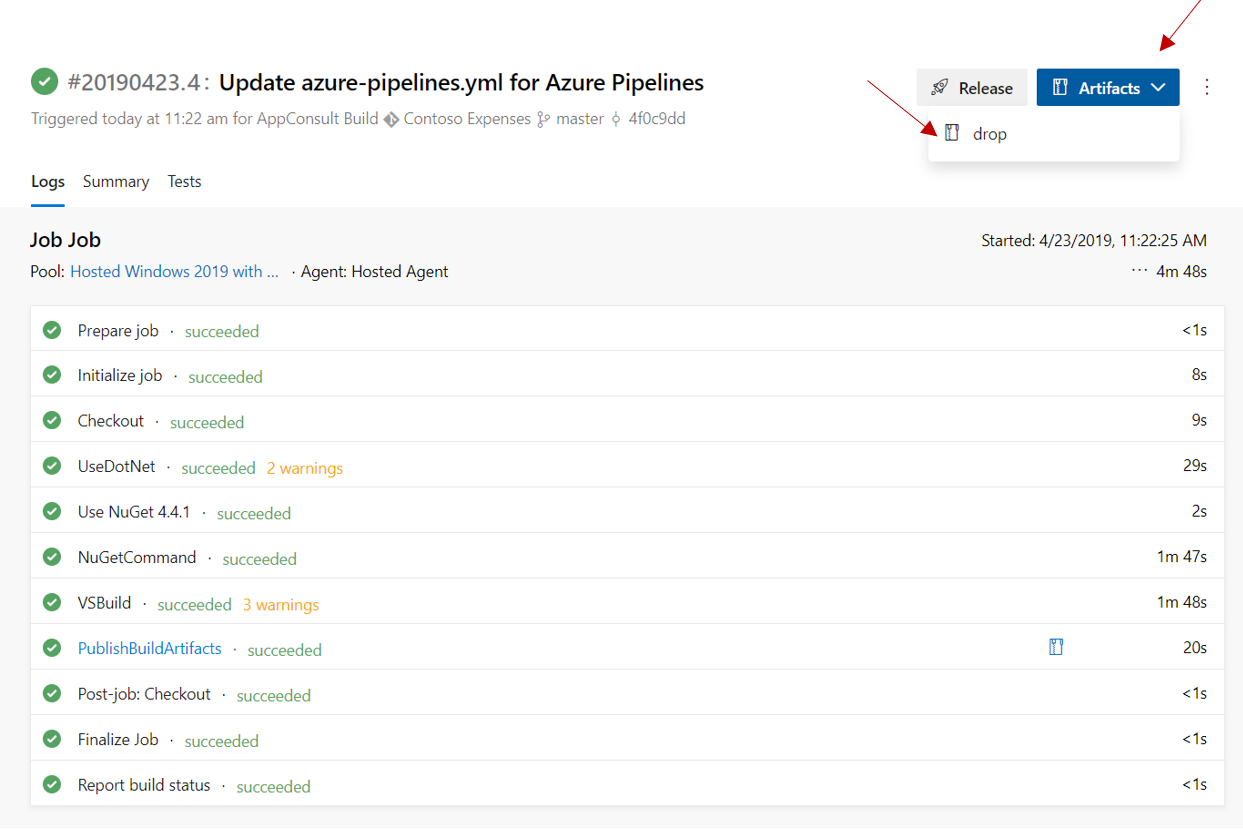 #20190423.4: Update azure-pipelines.yml for Azure Pipelines
Release
Artifacts
Triggered today at 11:22 am for AppConsult Build Contoso Expenses master 4f0c9dd
drop
Logs Summary Tests
Job Job
Started: 4/23/2019, 11:22:25 AM
Pool: Hosted Windows 2019 with ... · Agent: Hosted Agent
··· 4m 48s
Prepare job · succeeded <1s
Initialize job · succeeded 8s
Checkout · succeeded 9s
UseDotNet · succeeded 2 warnings 29s
Use NuGet 4.4.1 · succeeded 2s
NuGetCommand · succeeded 1m 47s
VSBuild · succeeded 3 warnings 1m 48s
PublishBuildArtifacts · succeeded 20s
Post-job: Checkout · succeeded <1s
Finalize Job · succeeded <1s
Report build status · succeeded <1s